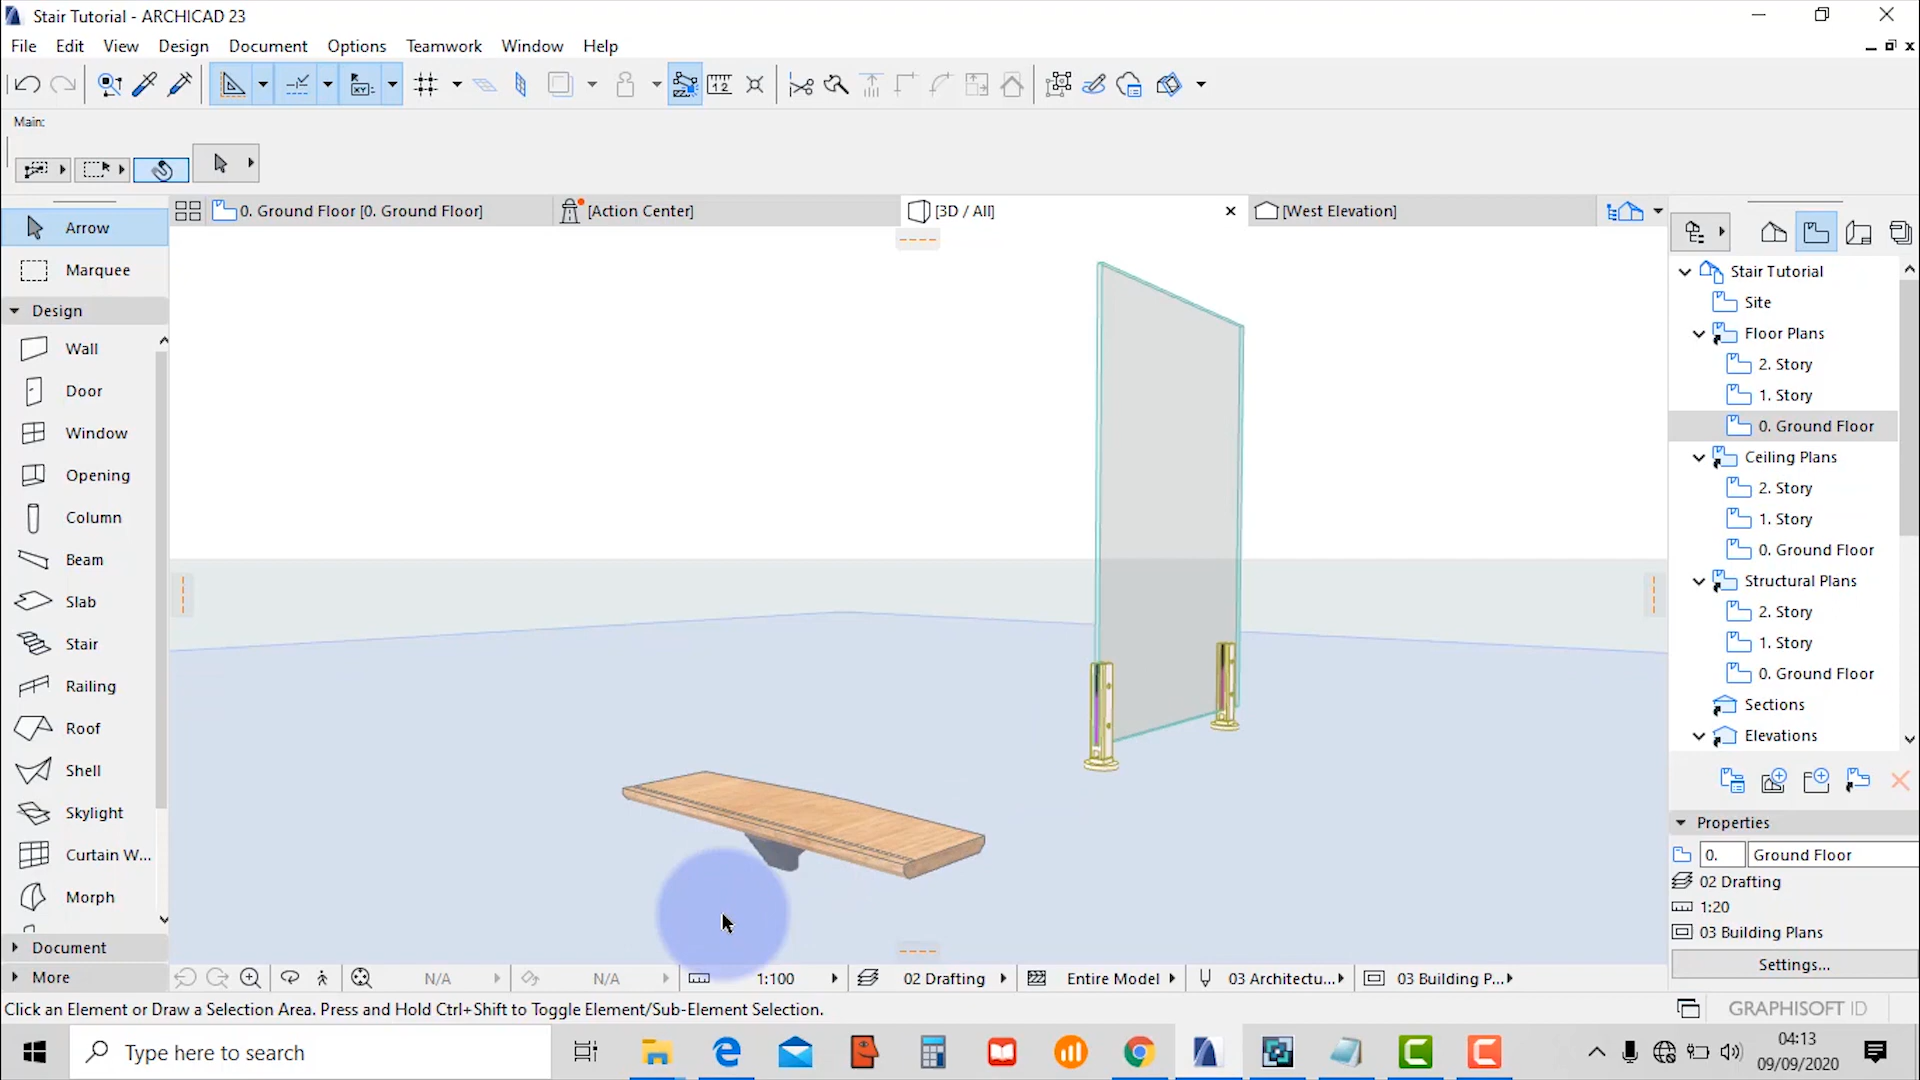 Stair Tutorial - ARCHICAD 23
File Edit View Design Document Options Teamwork Window Help
Main:
0. Ground Floor [0. Ground Floor]
[Action Center]
[3D / All]
[West Elevation]
Arrow
Marquee
Design
Wall
Door
Window
Opening
Column
Beam
Slab
Stair
Railing
Roof
Shell
Skylight
Curtain W...
Morph
Document
More
Stair Tutorial
Site
Floor Plans
2. Story
1. Story
0. Ground Floor
Ceiling Plans
2. Story
1. Story
0. Ground Floor
Structural Plans
2. Story
1. Story
0. Ground Floor
Sections
Elevations
Properties
0. Ground Floor
02 Drafting
1:20
03 Building Plans
Settings...
N/A N/A 1:100 02 Drafting Entire Model 03 Architectu... 03 Building P...
Click an Element or Draw a Selection Area. Press and Hold Ctrl+Shift to Toggle Element/Sub-Element Selection.
GRAPHISOFT ID
Type here to search
04:13
09/09/2020